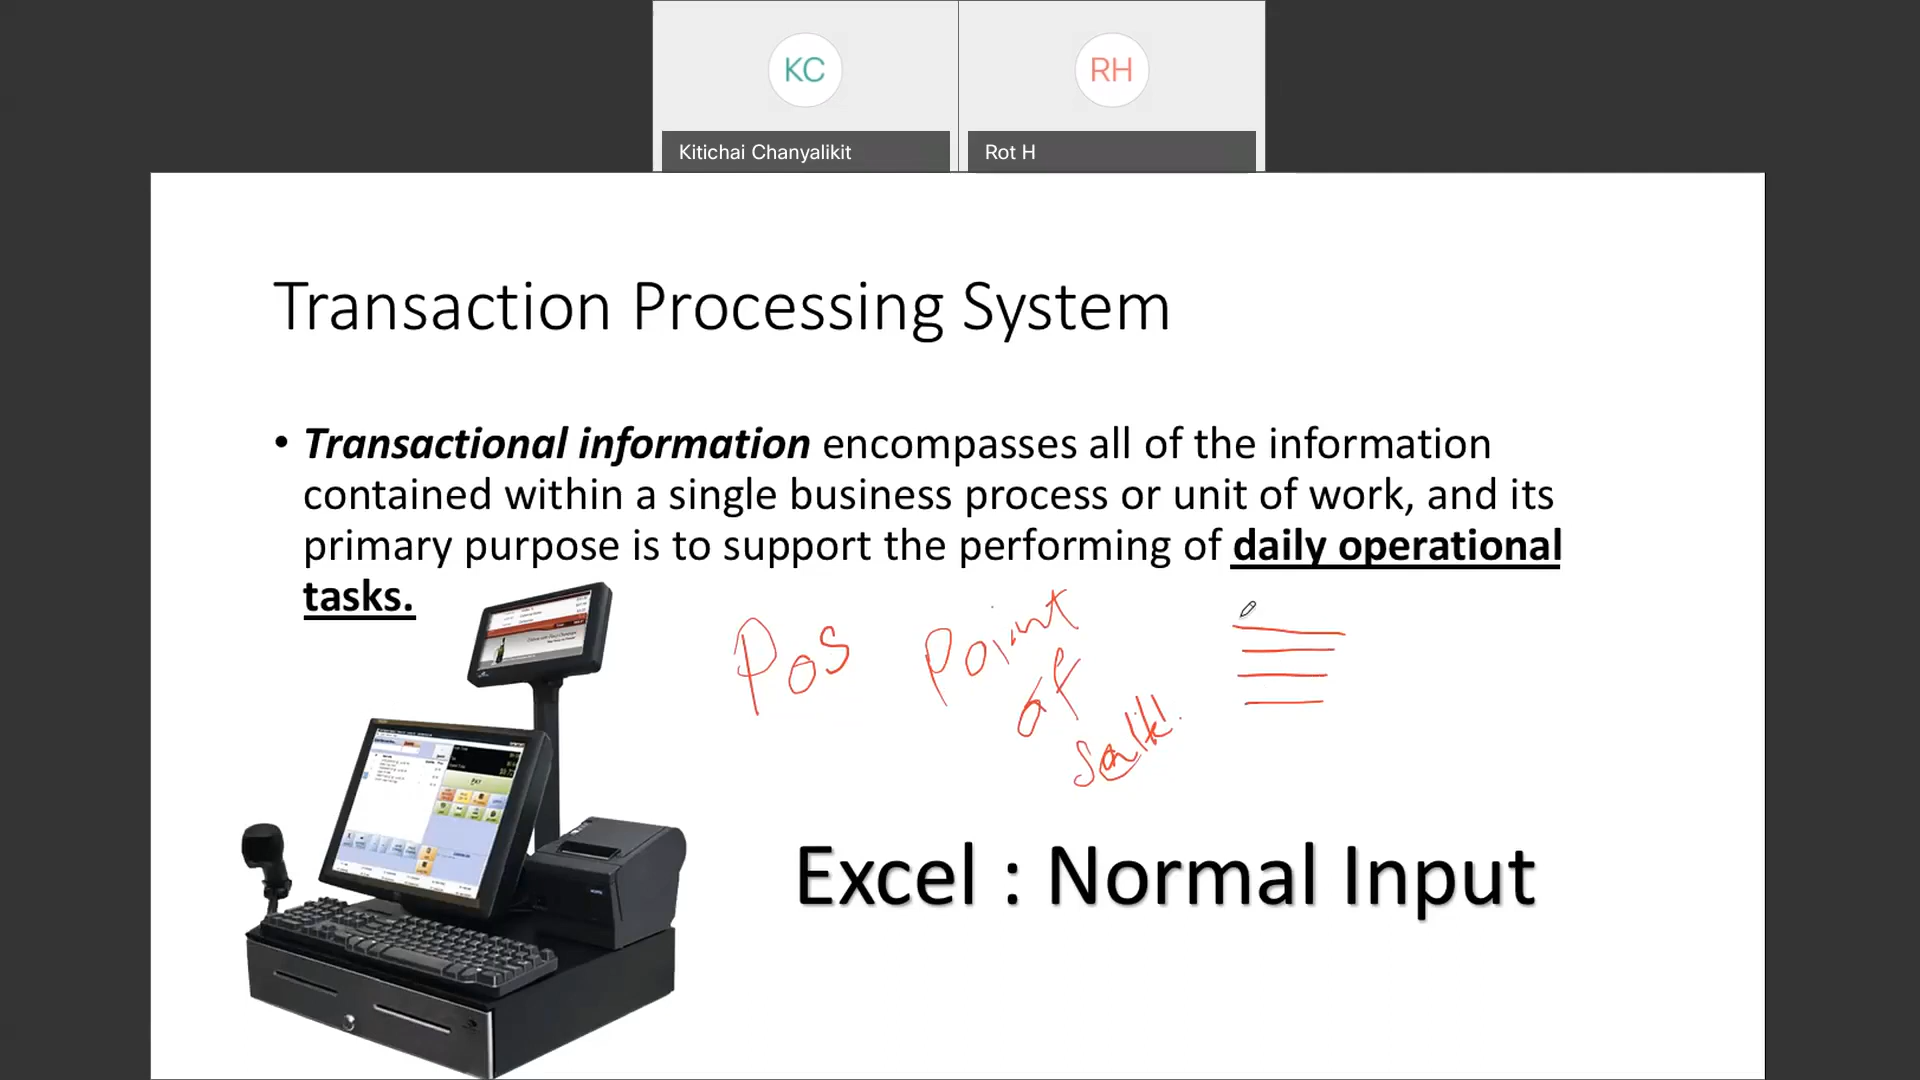 KC
RH
Kitichai Chanyalikit
Rot H
Transaction Processing System
• Transactional information encompasses all of the information
contained within a single business process or unit of work, and its
primary purpose is to support the performing of daily operational
tasks.
Pos Point
of
Excel : Normal Input